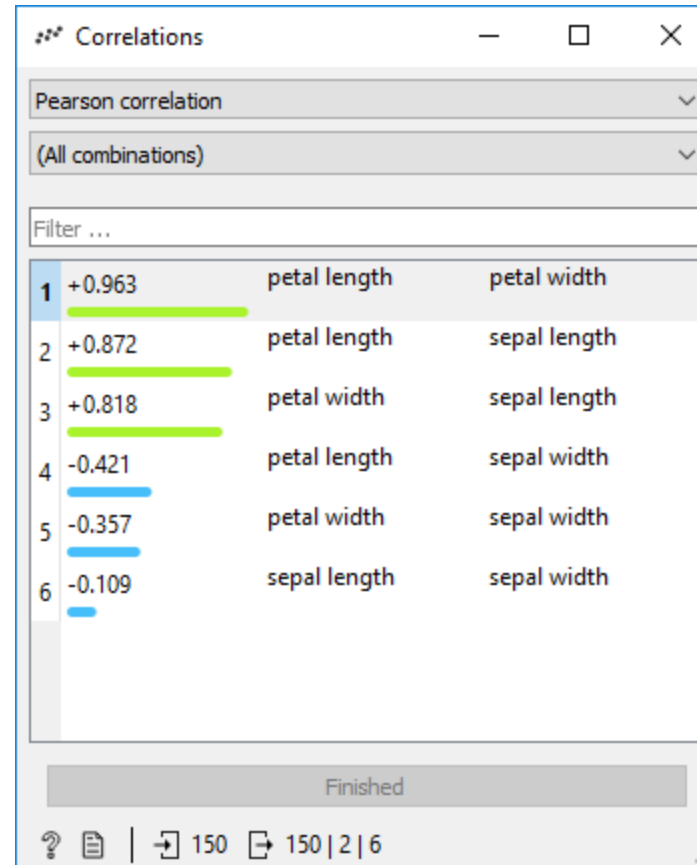 Correlations
Pearson correlation
(All combinations)
Filter ...
1 +0.963 petal length petal width
2 +0.872 petal length sepal length
3 +0.818 petal width sepal length
4 -0.421 petal length sepal width
5 -0.357 petal width sepal width
6 -0.109 sepal length sepal width
Finished
? 150 150 | 2 | 6